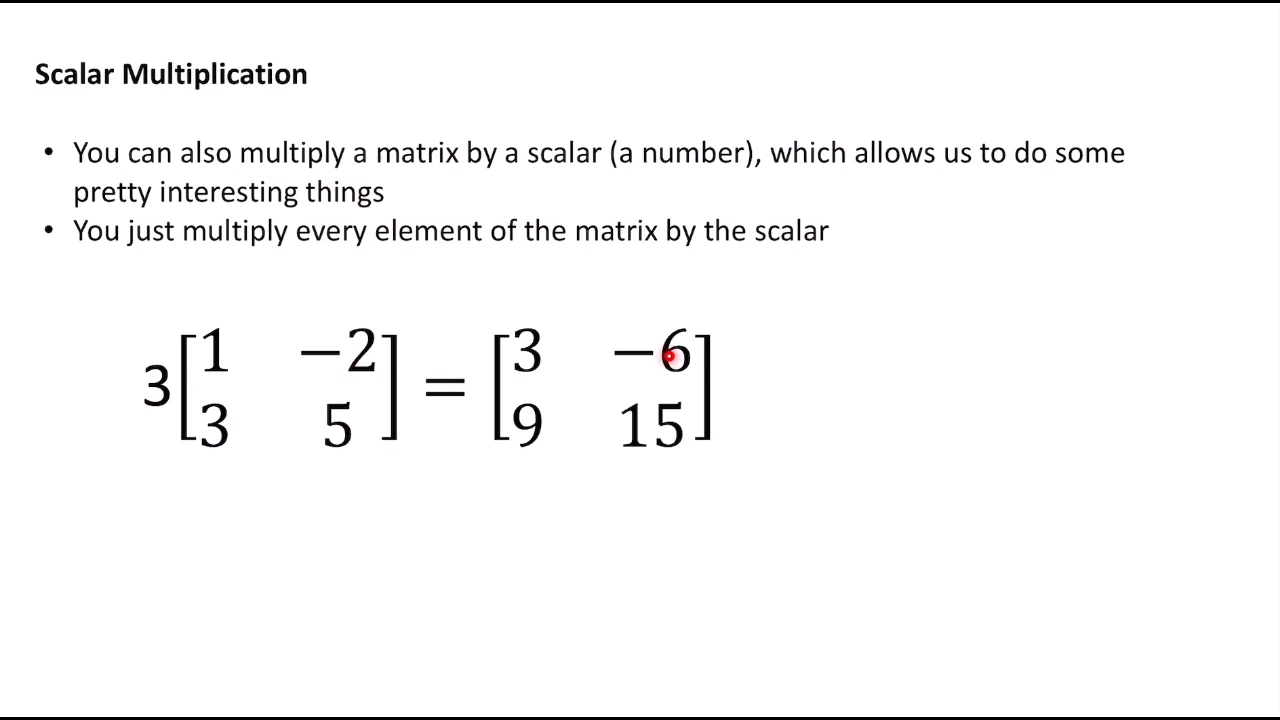 Scalar Multiplication
• You can also multiply a matrix by a scalar (a number), which allows us to do some
pretty interesting things
• You just multiply every element of the matrix by the scalar
3[1 −2
3 5] = [3 −6
9 15]